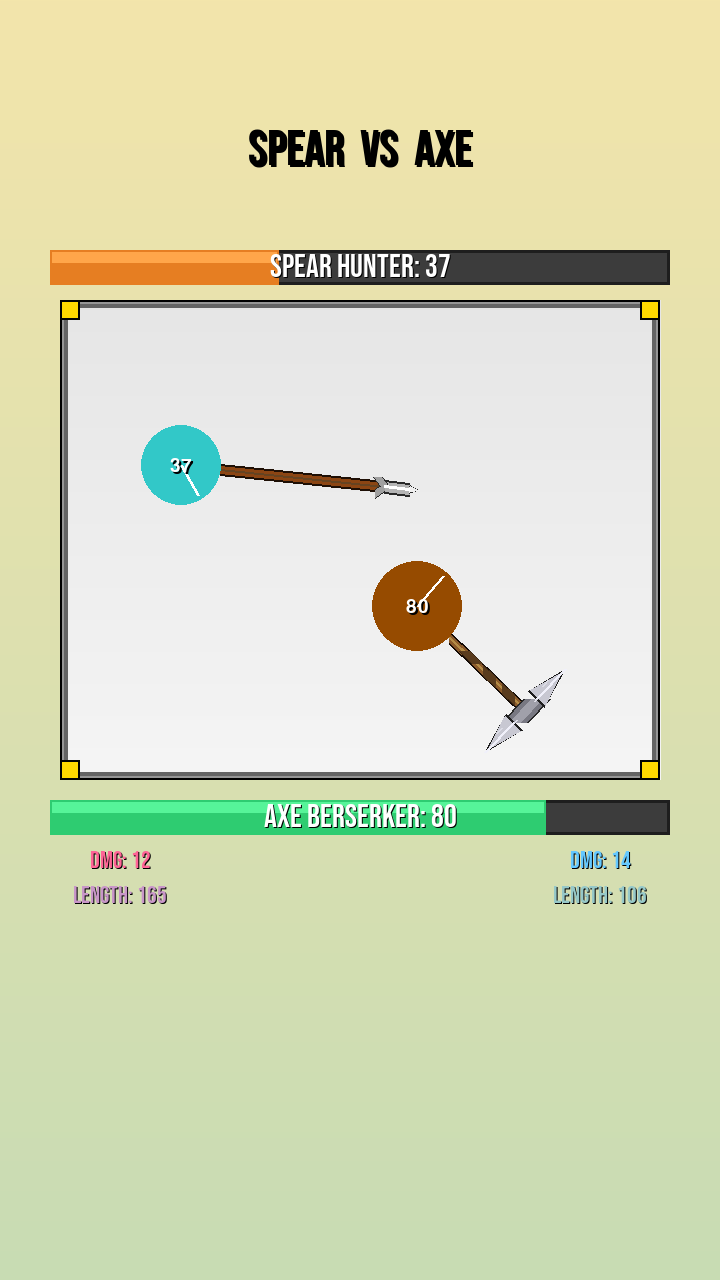 SPEAR VS AXE
SPEAR HUNTER: 37
37
80
AXE BERSERKER: 80
DMG: 12
DMG: 14
LENGTH: 165
LENGTH: 106